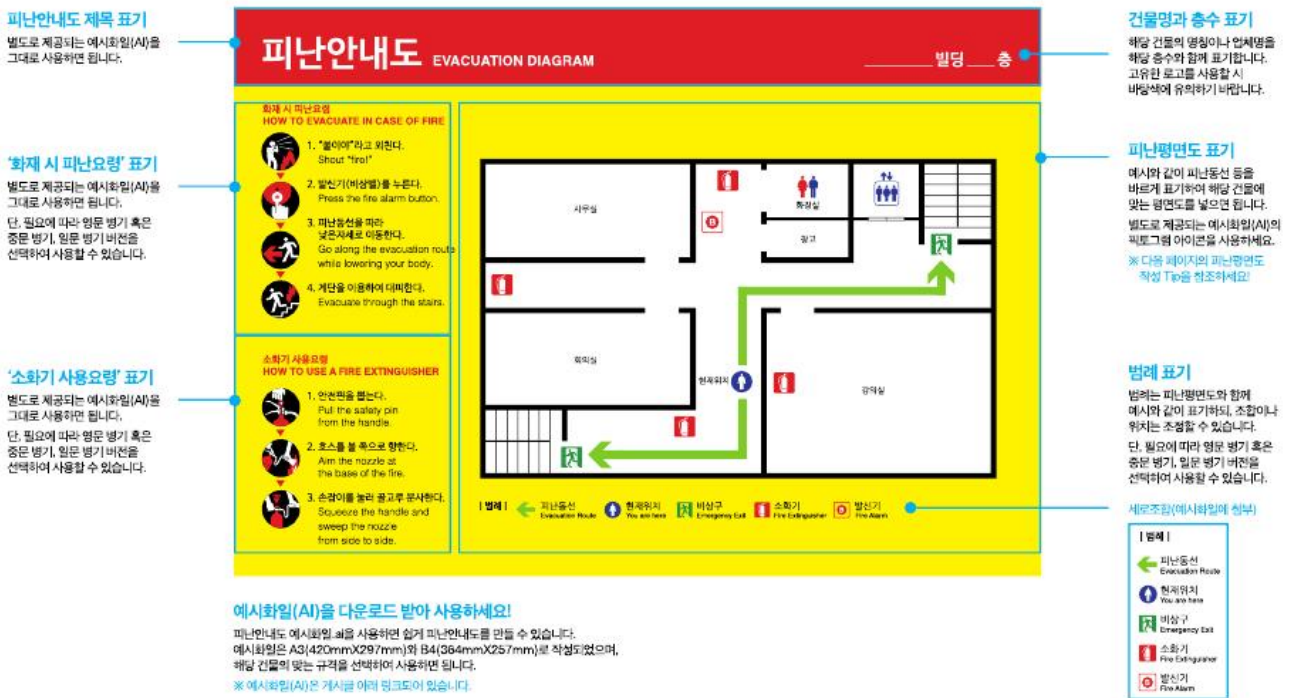 피난안내도 제목 표기
별도로 제공되는 예시화일(AI)을
그대로 사용하면 됩니다.
'화재 시 피난요령' 표기
별도로 제공되는 예시화일(AI)을
그대로 사용하면 됩니다.
단, 필요에 따라 영문 병기 혹은
중문 병기, 일문 병기 버전을
선택하여 사용할 수 있습니다.
'소화기 사용요령' 표기
별도로 제공되는 예시화일(AI)을
그대로 사용하면 됩니다.
단, 필요에 따라 영문 병기 혹은
중문 병기, 일문 병기 버전을
선택하여 사용할 수 있습니다.
피난안내도 EVACUATION DIAGRAM
빌딩 층
화재 시 피난요령
HOW TO EVACUATE IN CASE OF FIRE
1. "불이야"라고 외친다.
Shout "fire!"
2. 발신기(비상벨)를 누른다.
Press the fire alarm button.
3. 피난동선을 따라
낮은자세로 이동한다.
Go along the evacuation route
while lowering your body.
4. 계단을 이용하여 대피한다.
Evacuate through the stairs.
소화기 사용요령
HOW TO USE A FIRE EXTINGUISHER
1. 안전핀을 뽑는다.
Pull the safety pin
from the handle.
2. 호스를 불 쪽으로 향한다.
Aim the nozzle at
the base of the fire.
3. 손잡이를 눌러 골고루 분사한다.
Squeeze the handle and
sweep the nozzle
from side to side.
사무실
화장실
창고
B
회의실
현재위치
강의실
| 범례 |
피난동선
Evacuation Route
현재위치
You are here
비상구
Emergency Exit
소화기
Fire Extinguisher
B
발신기
Fire Alarm
건물명과 층수 표기
해당 건물의 명칭이나 업체명을
해당 층수와 함께 표기합니다.
고유한 로고를 사용할 시
바탕색에 유의하기 바랍니다.
피난평면도 표기
예시와 같이 피난동선 등을
바르게 표기하여 해당 건물에
맞는 평면도를 넣으면 됩니다.
별도로 제공되는 예시화일(AI)의
픽토그램 아이콘을 사용하세요.
※ 다음 페이지의 피난평면도
작성 Tip을 참조하세요!
범례 표기
범례는 피난평면도와 함께
예시와 같이 표기하되, 조합이나
위치는 조정할 수 있습니다.
단, 필요에 따라 영문 병기 혹은
중문 병기, 일문 병기 버전을
선택하여 사용할 수 있습니다.
세로조합(예시화일에 첨부)
| 범례 |
피난동선
Evacuation Route
현재위치
You are here
비상구
Emergency Exit
소화기
Fire Extinguisher
B
발신기
Fire Alarm
예시화일(AI)을 다운로드 받아 사용하세요!
피난안내도 예시화일.ai을 사용하면 쉽게 피난안내도를 만들 수 있습니다.
예시화일은 A3(420mmX297mm)와 B4(364mmX257mm)로 작성되었으며,
해당 건물의 맞는 규격을 선택하여 사용하면 됩니다.
※ 예시화일(AI)은 게시글 아래 링크되어 있습니다.